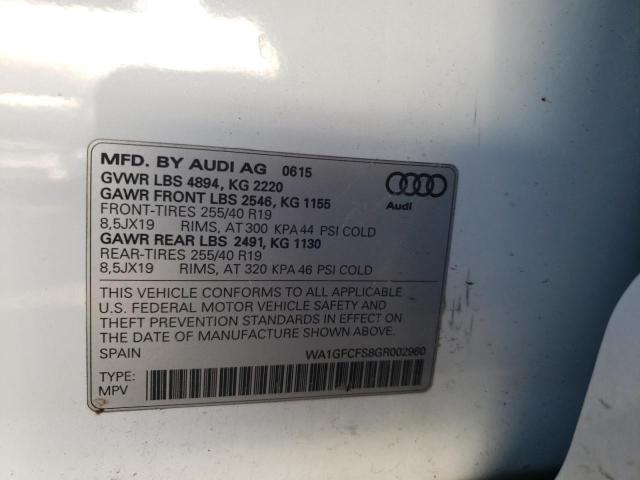 MFD. BY AUDI AG 0615
GVWR LBS 4894, KG 2220
GAWR FRONT LBS 2546, KG 1155
FRONT-TIRES 255/40 R19
8,5JX19 RIMS, AT 300 KPA 44 PSI COLD
GAWR REAR LBS 2491, KG 1130
REAR-TIRES 255/40 R19
8,5JX19 RIMS, AT 320 KPA 46 PSI COLD
Audi
THIS VEHICLE CONFORMS TO ALL APPLICABLE
U.S. FEDERAL MOTOR VEHICLE SAFETY AND
THEFT PREVENTION STANDARDS IN EFFECT ON
THE DATE OF MANUFACTURE SHOWN ABOVE.
SPAIN WA1GFCFS8GR002960
TYPE:
MPV